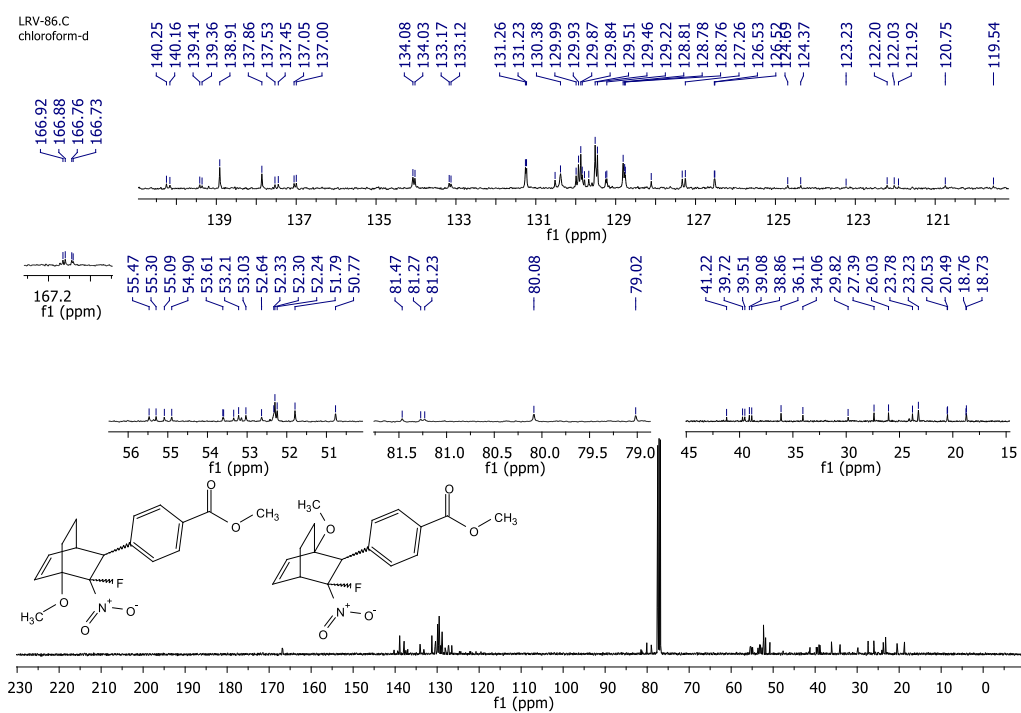 LRV-86.C
chloroform-d
140.25
140.16
139.41
139.36
138.91
137.86
137.53
137.45
137.05
137.00
134.08
134.03
133.17
133.12
131.26
131.23
130.38
129.99
129.93
129.87
129.84
129.51
129.46
129.22
128.81
128.78
128.76
127.26
126.53
126.52
124.69
124.37
123.23
122.20
122.03
121.92
120.75
119.54
166.92
166.88
166.76
166.73
139 137 135 133 131 129 127 125 123 121
f1 (ppm)
167.2
f1 (ppm)
55.47
55.30
55.09
54.90
53.61
53.21
53.03
52.64
52.33
52.30
52.24
51.79
50.77
81.47
81.27
81.23
80.08
79.02
41.22
39.72
39.51
39.08
38.86
36.11
34.06
29.82
27.39
26.03
23.78
23.23
20.53
20.49
18.76
18.73
56 55 54 53 52 51
f1 (ppm)
81.5 81.0 80.5 80.0 79.5 79.0
f1 (ppm)
45 40 35 30 25 20 15
f1 (ppm)
O
O
CH3
F
N+
O-
O
O
H3C
H3C
O
O
O
CH3
F
N+
O-
O
230 220 210 200 190 180 170 160 150 140 130 120 110 100 90 80 70 60 50 40 30 20 10 0
f1 (ppm)